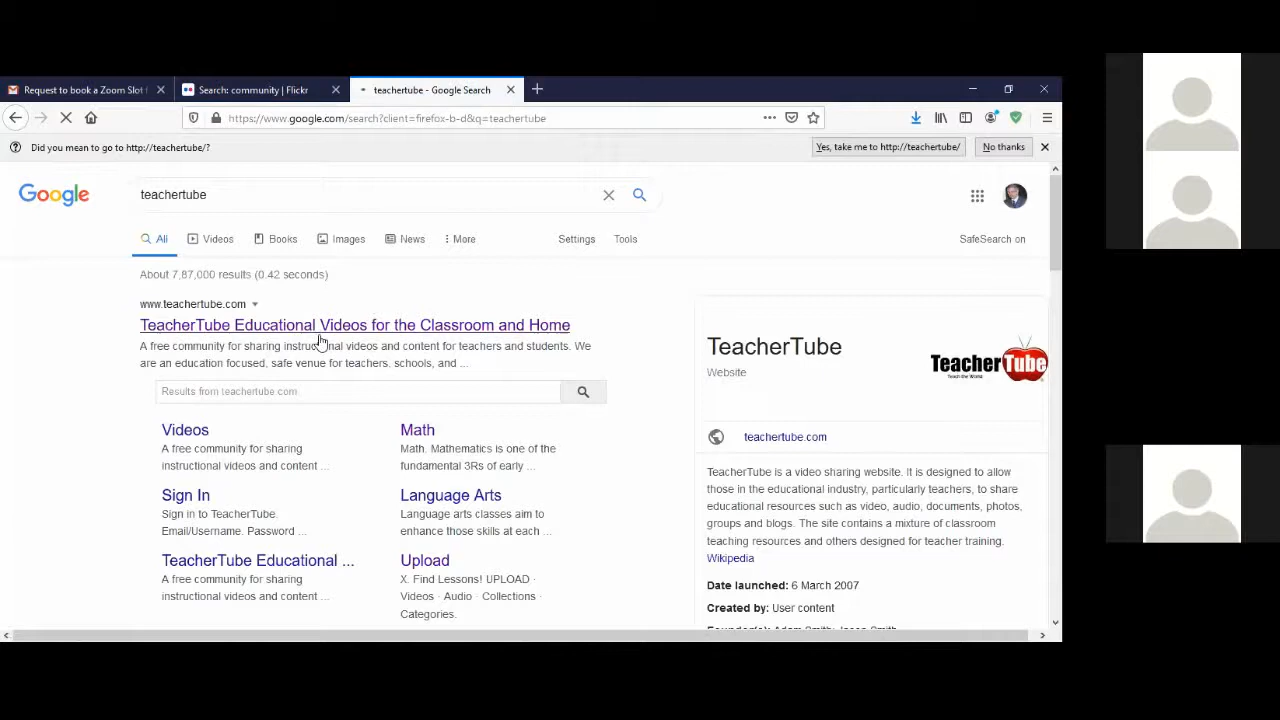 Request to book a Zoom Slot
Search: community | Flickr
teachertube - Google Search
https://www.google.com/search?client=firefox-b-d&q=teachertube
Did you mean to go to http://teachertube/?
Yes, take me to http://teachertube/
No thanks
Google
teachertube
All
Videos
Books
Images
News
More
Settings
Tools
SafeSearch on
About 7,87,000 results (0.42 seconds)
www.teachertube.com
TeacherTube Educational Videos for the Classroom and Home
A free community for sharing instructional videos and content for teachers and students. We
are an education focused, safe venue for teachers, schools, and ...
Results from teachertube.com
Videos
A free community for sharing
instructional videos and content ...
Math
Math. Mathematics is one of the
fundamental 3Rs of early ...
Sign In
Sign in to TeacherTube.
Email/Username. Password ...
Language Arts
Language arts classes aim to
enhance those skills at each ...
TeacherTube Educational ...
A free community for sharing
instructional videos and content ...
Upload
X. Find Lessons! UPLOAD ·
Videos · Audio · Collections ·
Categories.
TeacherTube
Website
TeacherTube
Teach the World
teachertube.com
TeacherTube is a video sharing website. It is designed to allow
those in the educational industry, particularly teachers, to share
educational resources such as video, audio, documents, photos,
groups and blogs. The site contains a mixture of classroom
teaching resources and others designed for teacher training.
Wikipedia
Date launched: 6 March 2007
Created by: User content
Founder(s): Adam Smith; Jason Smith